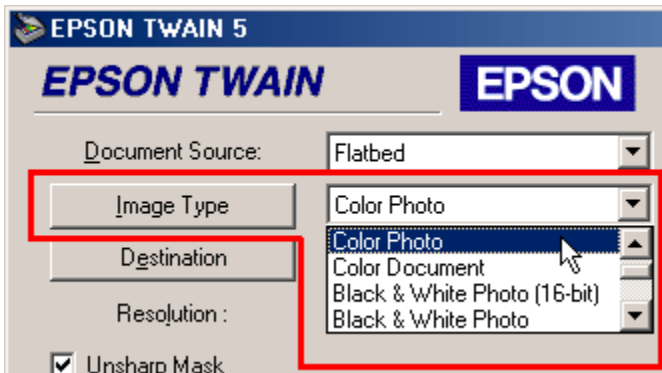 EPSON TWAIN 5
EPSON TWAIN EPSON
Document Source: Flatbed
Image Type Color Photo
Color Photo
Destination Color Document
Black & White Photo (16-bit)
Resolution : Black & White Photo
Unsharp Mask